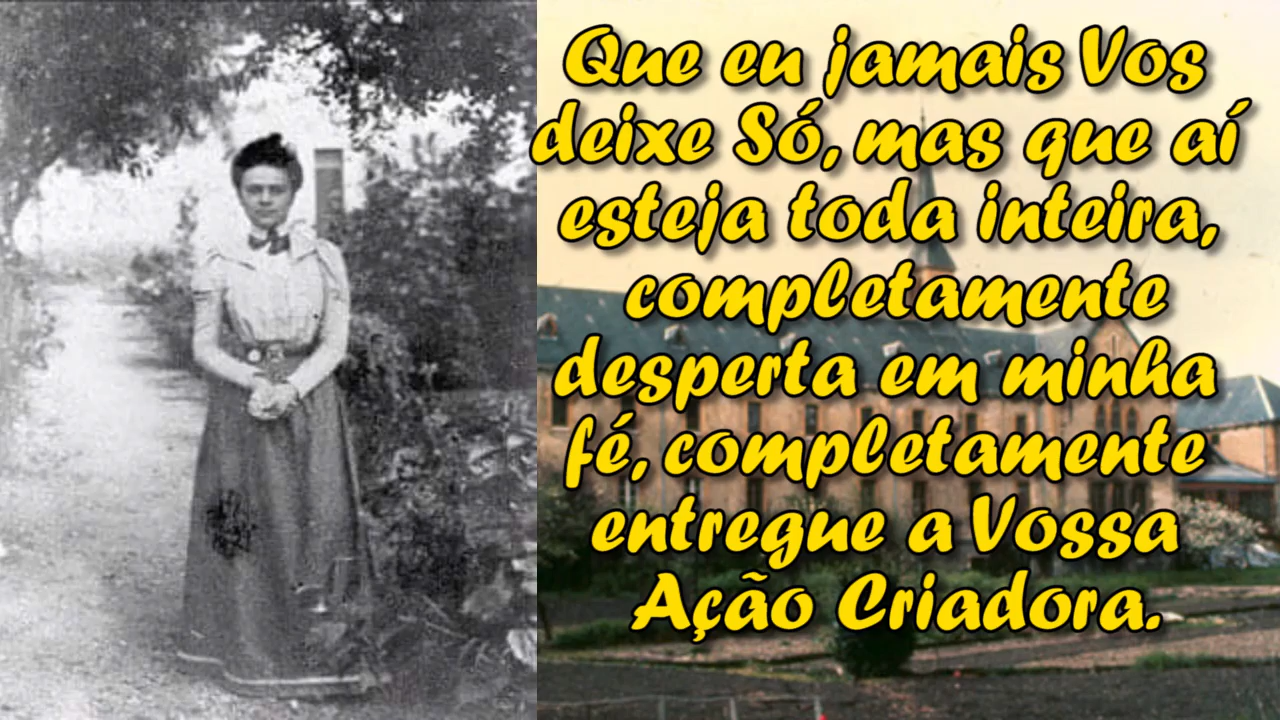 Que eu jamais Vos
deixe Só, mas que aí
esteja toda inteira,
completamente
desperta em minha
fé, completamente
entregue a Vossa
Ação Criadora.